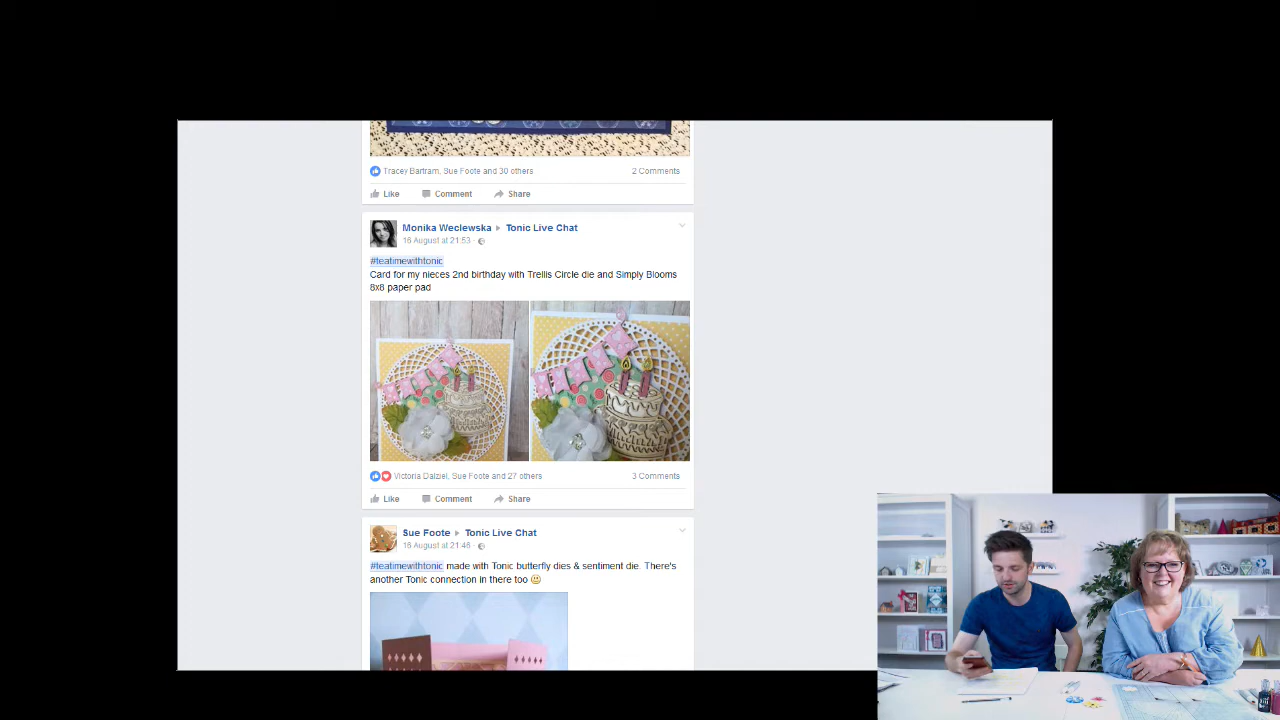 Tracey Bartram, Sue Foote and 30 others 2 Comments
Like Comment Share
Monika Weclewska Tonic Live Chat
16 August at 21:53 ·
#teatimewithtonic
Card for my nieces 2nd birthday with Trellis Circle die and Simply Blooms
8x8 paper pad
Victoria Dalziel, Sue Foote and 27 others 3 Comments
Like Comment Share
Sue Foote Tonic Live Chat
16 August at 21:46 ·
#teatimewithtonic made with Tonic butterfly dies & sentiment die. There's
another Tonic connection in there too